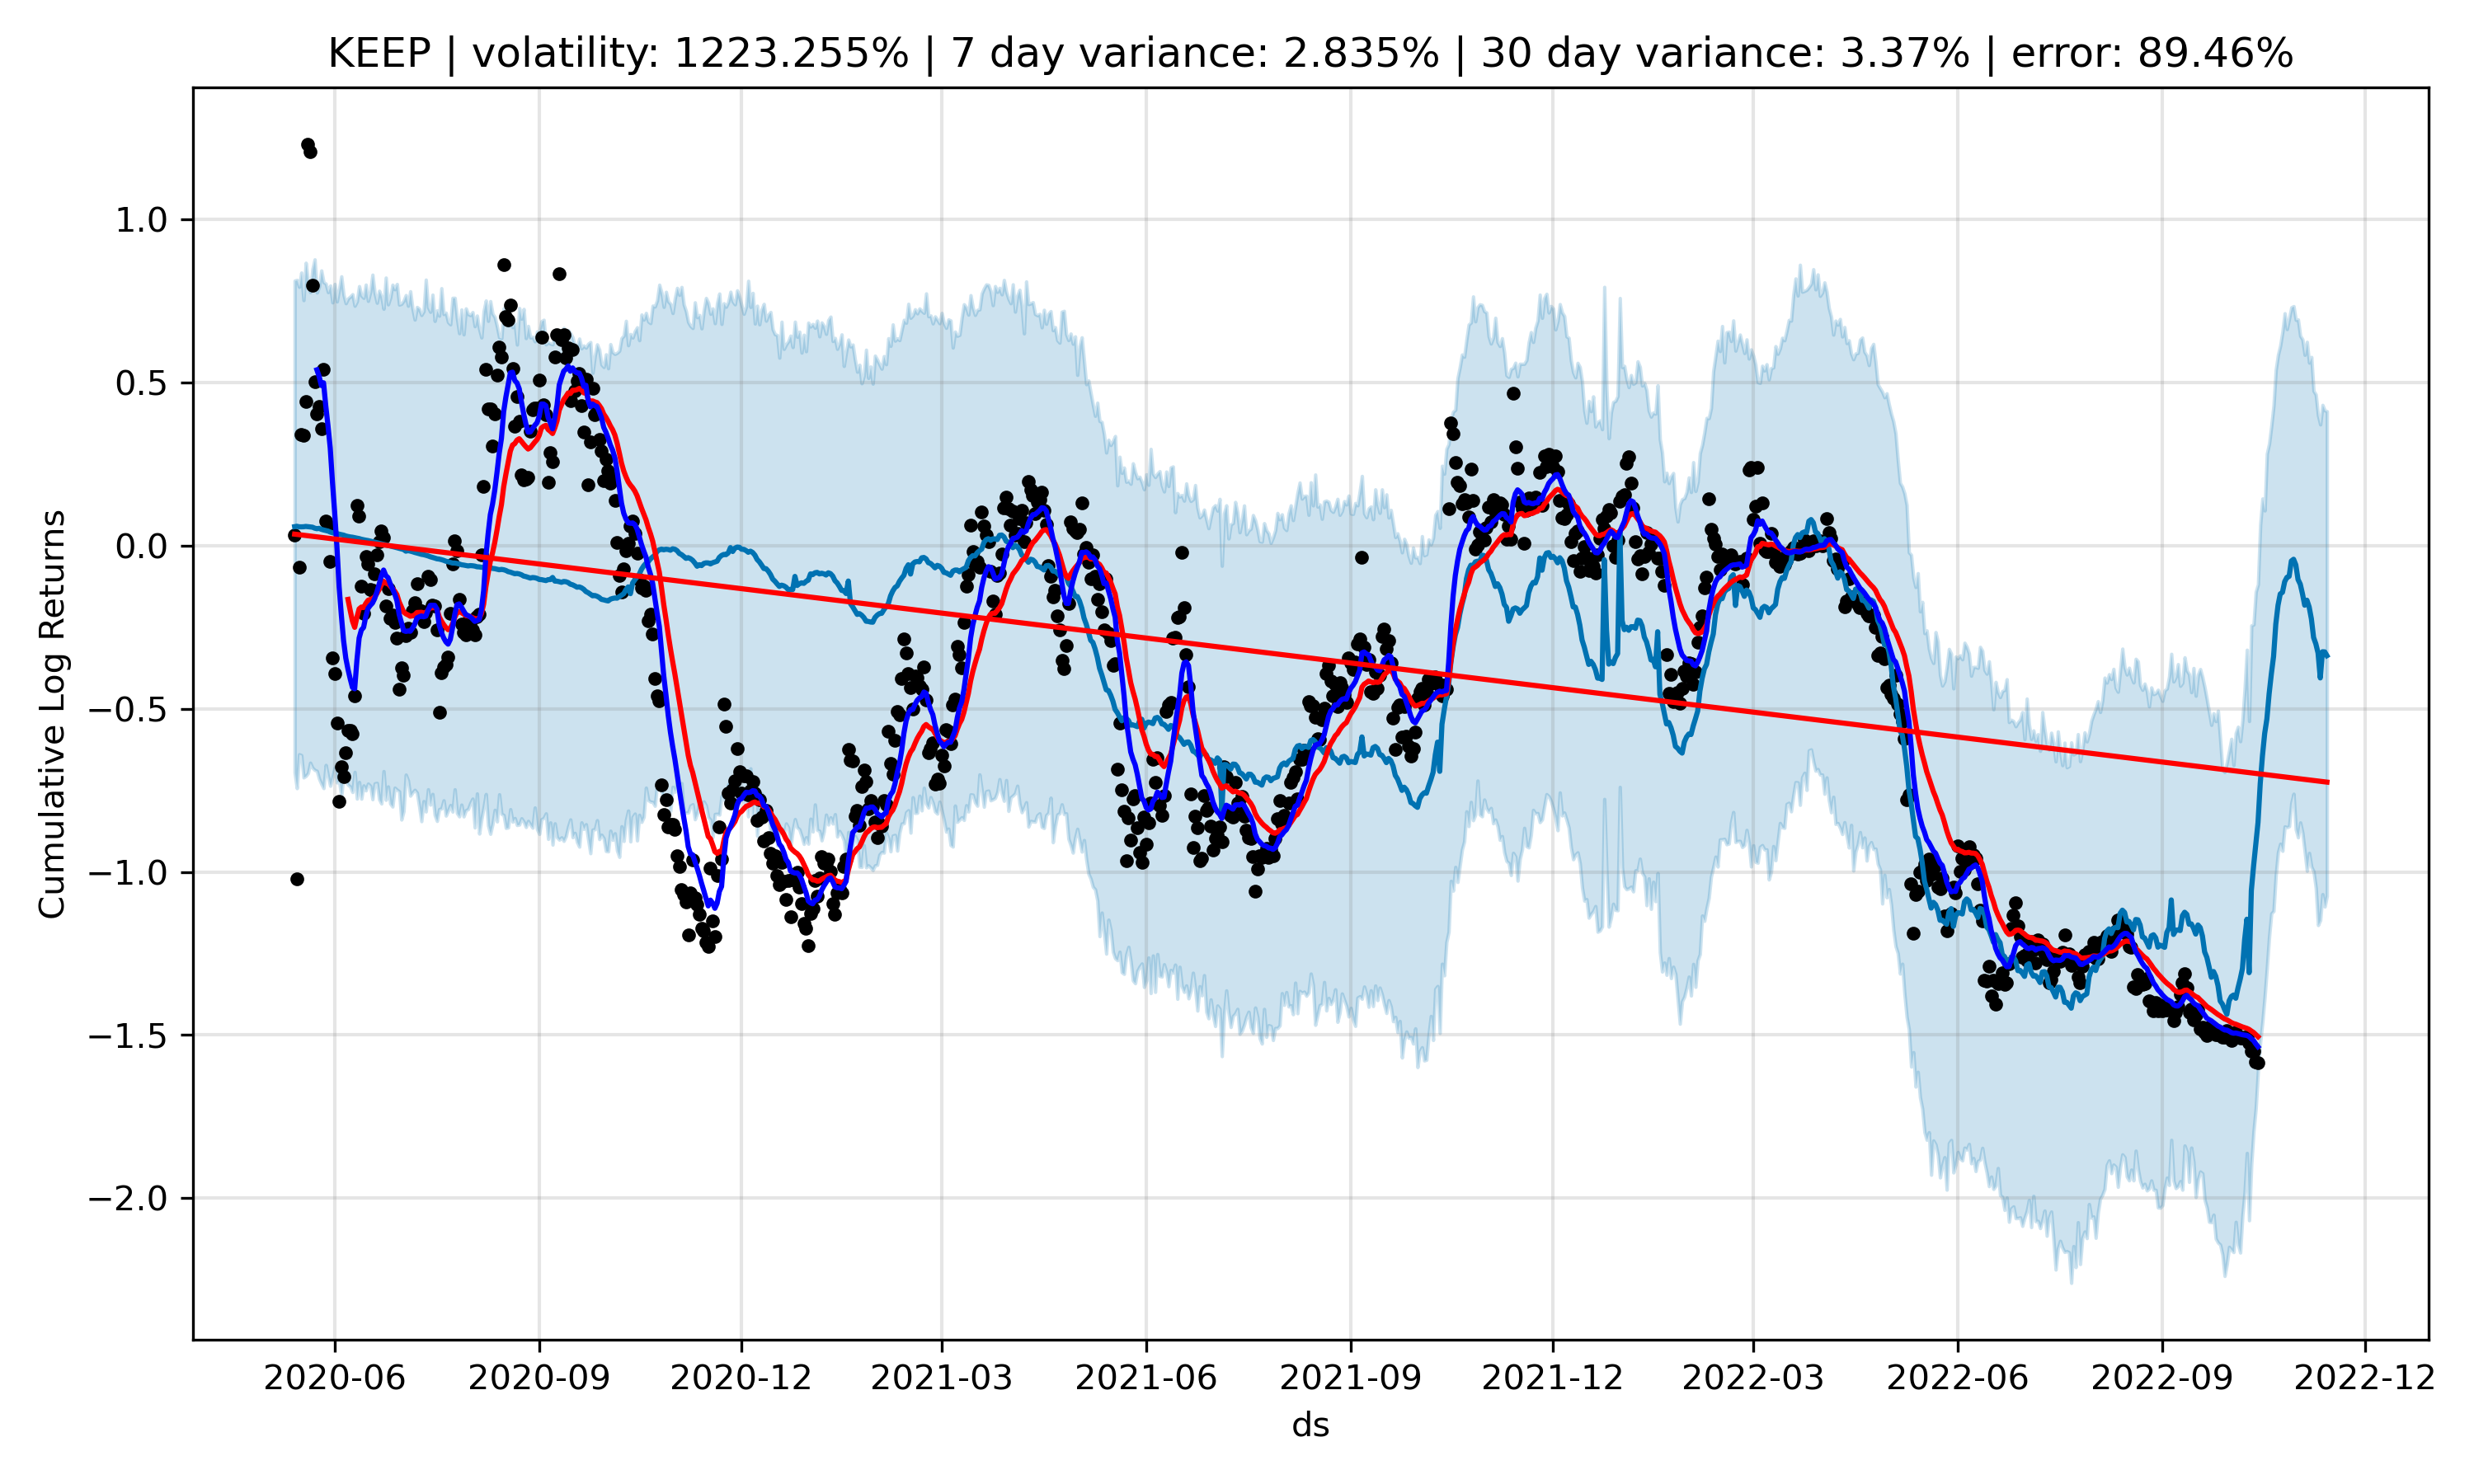 KEEP | volatility: 1223.255% | 7 day variance: 2.835% | 30 day variance: 3.37% | error: 89.46%
Cumulative Log Returns
1.0
0.5
0.0
−0.5
−1.0
−1.5
−2.0
2020-06 2020-09 2020-12 2021-03 2021-06 2021-09 2021-12 2022-03 2022-06 2022-09 2022-12
ds